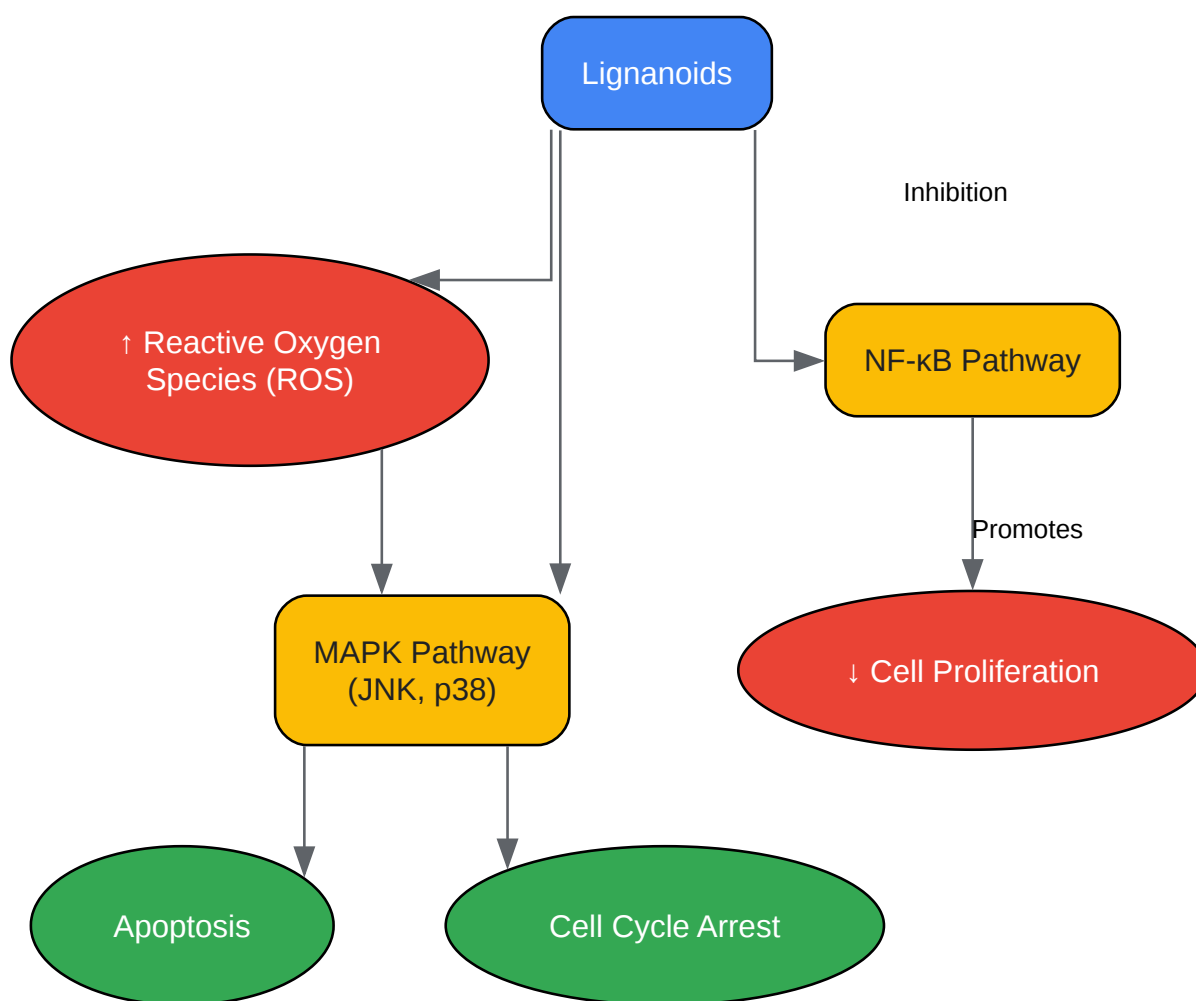 Lignanoids
Inhibition
↑ Reactive Oxygen
Species (ROS)
NF-κB Pathway
Promotes
MAPK Pathway
(JNK, p38)
↓ Cell Proliferation
Apoptosis
Cell Cycle Arrest